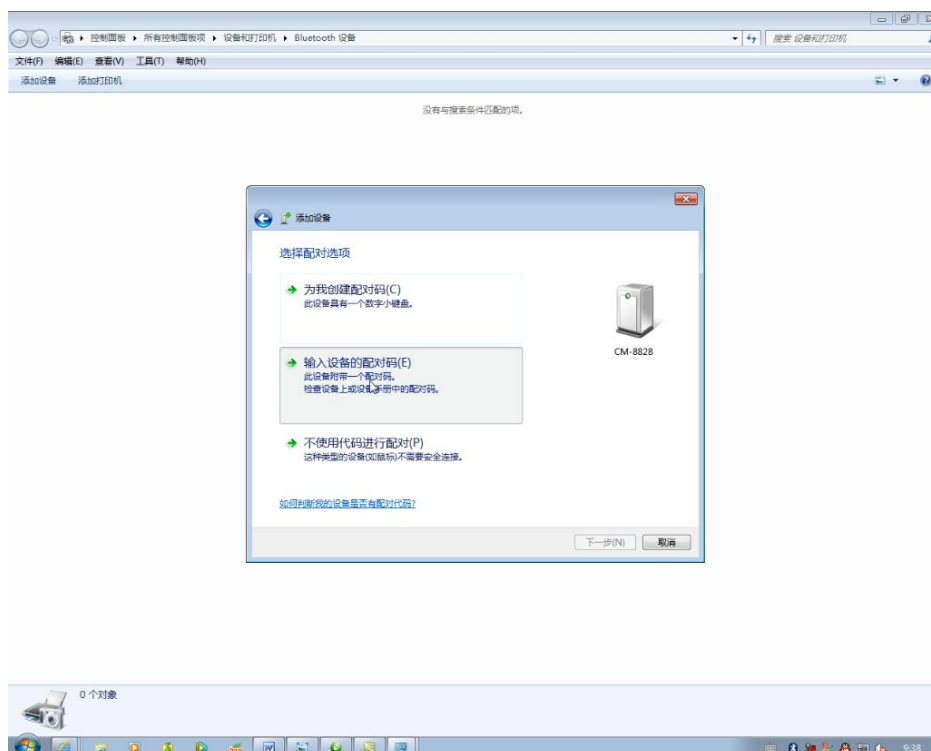 控制面板 ▸ 所有控制面板项 ▸ 设备和打印机 ▸ Bluetooth 设备
搜索 设备和打印机
文件(F) 编辑(E) 查看(V) 工具(T) 帮助(H)
添加设备 添加打印机
没有与搜索条件匹配的项。
添加设备
选择配对选项
为我创建配对码(C)
此设备具有一个数字小键盘。
CM-8828
输入设备的配对码(E)
此设备附带一个配对码。
检查设备上或设备手册中的配对码。
不使用代码进行配对(P)
这种类型的设备(如鼠标)不需要安全连接。
如何判断我的设备是否有配对代码?
下一步(N) 取消
0 个对象
9:38